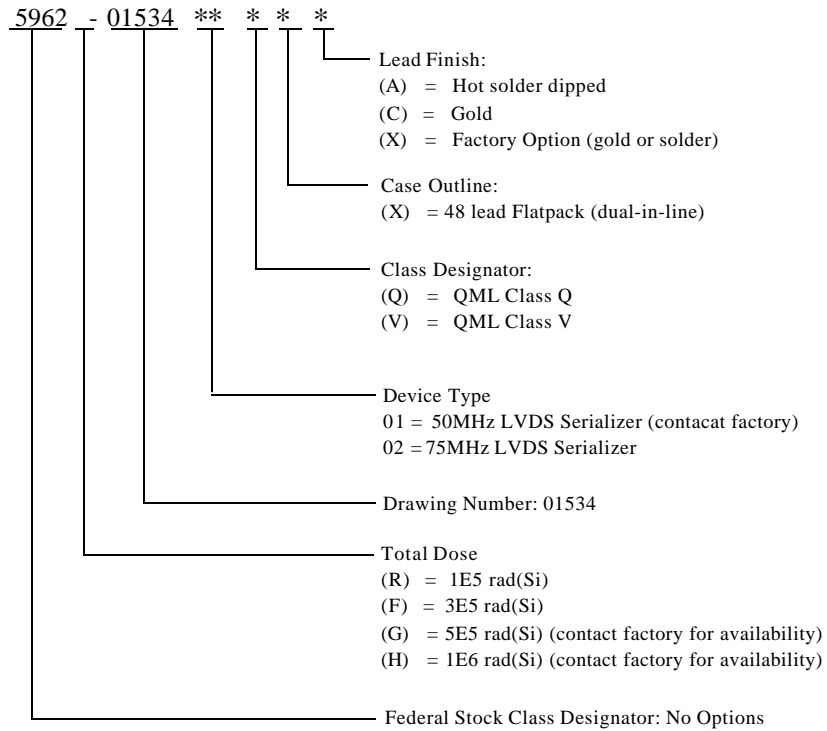 5962 - 01534 ** * * *
Lead Finish:
(A) = Hot solder dipped
(C) = Gold
(X) = Factory Option (gold or solder)
Case Outline:
(X) = 48 lead Flatpack (dual-in-line)
Class Designator:
(Q) = QML Class Q
(V) = QML Class V
Device Type
01 = 50MHz LVDS Serializer (contacat factory)
02 = 75MHz LVDS Serializer
Drawing Number: 01534
Total Dose
(R) = 1E5 rad(Si)
(F) = 3E5 rad(Si)
(G) = 5E5 rad(Si) (contact factory for availability)
(H) = 1E6 rad(Si) (contact factory for availability)
Federal Stock Class Designator: No Options